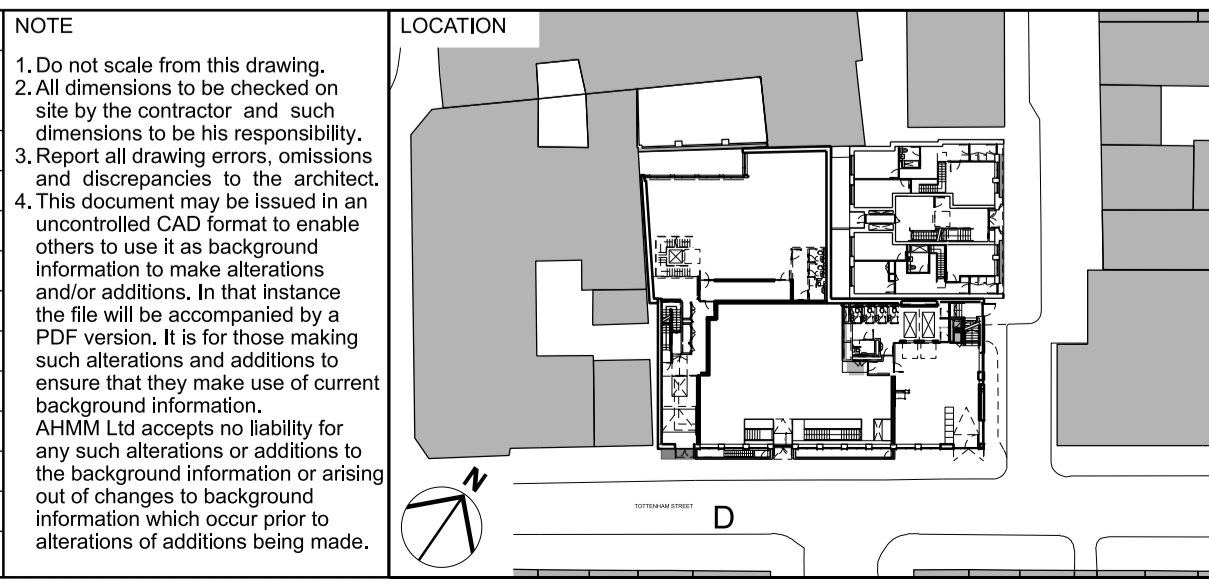 NOTE
1. Do not scale from this drawing.
2. All dimensions to be checked on
site by the contractor and such
dimensions to be his responsibility.
3. Report all drawing errors, omissions
and discrepancies to the architect.
4. This document may be issued in an
uncontrolled CAD format to enable
others to use it as background
information to make alterations
and/or additions. In that instance
the file will be accompanied by a
PDF version. It is for those making
such alterations and additions to
ensure that they make use of current
background information.
AHMM Ltd accepts no liability for
any such alterations or additions to
the background information or arising
out of changes to background
information which occur prior to
alterations of additions being made.
LOCATION
N
TOTTENHAM STREET
D